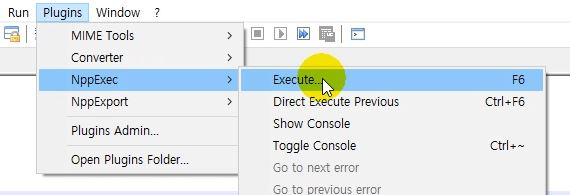 Run Plugins Window ?
MIME Tools >
Converter >
NppExec >
NppExport >
Plugins Admin...
Open Plugins Folder...
Execute... F6
Direct Execute Previous Ctrl+F6
Show Console
Toggle Console Ctrl+~
Go to next error
Go to previous error